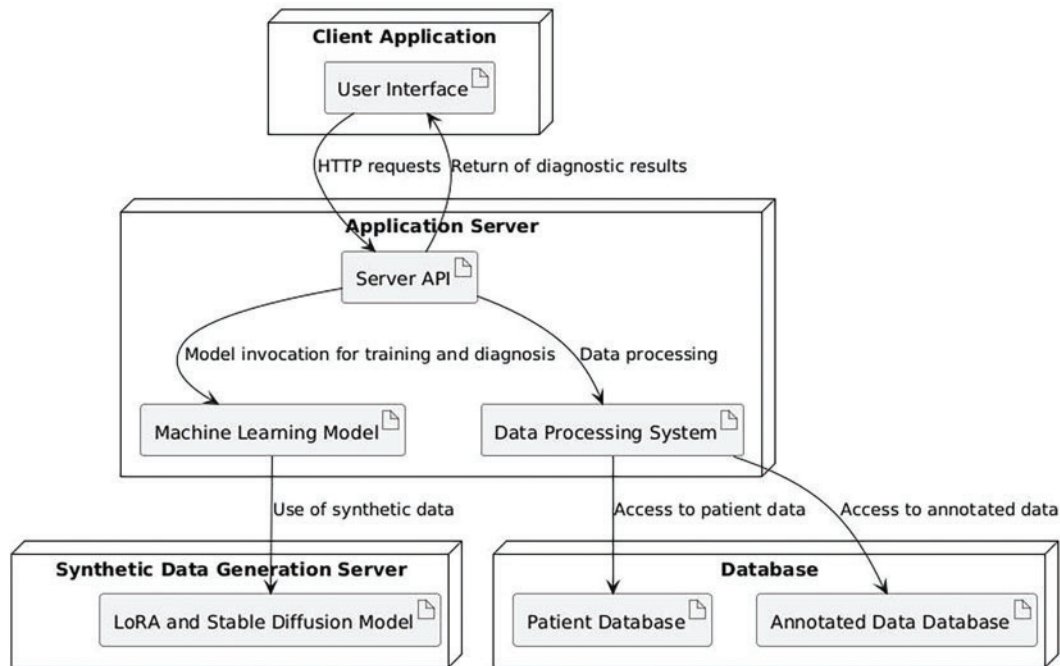 Client Application
User Interface
HTTP requests
Return of diagnostic results
Application Server
Server API
Model invocation for training and diagnosis
Data processing
Machine Learning Model
Data Processing System
Use of synthetic data
Access to patient data
Access to annotated data
Synthetic Data Generation Server
Database
LoRA and Stable Diffusion Model
Patient Database
Annotated Data Database